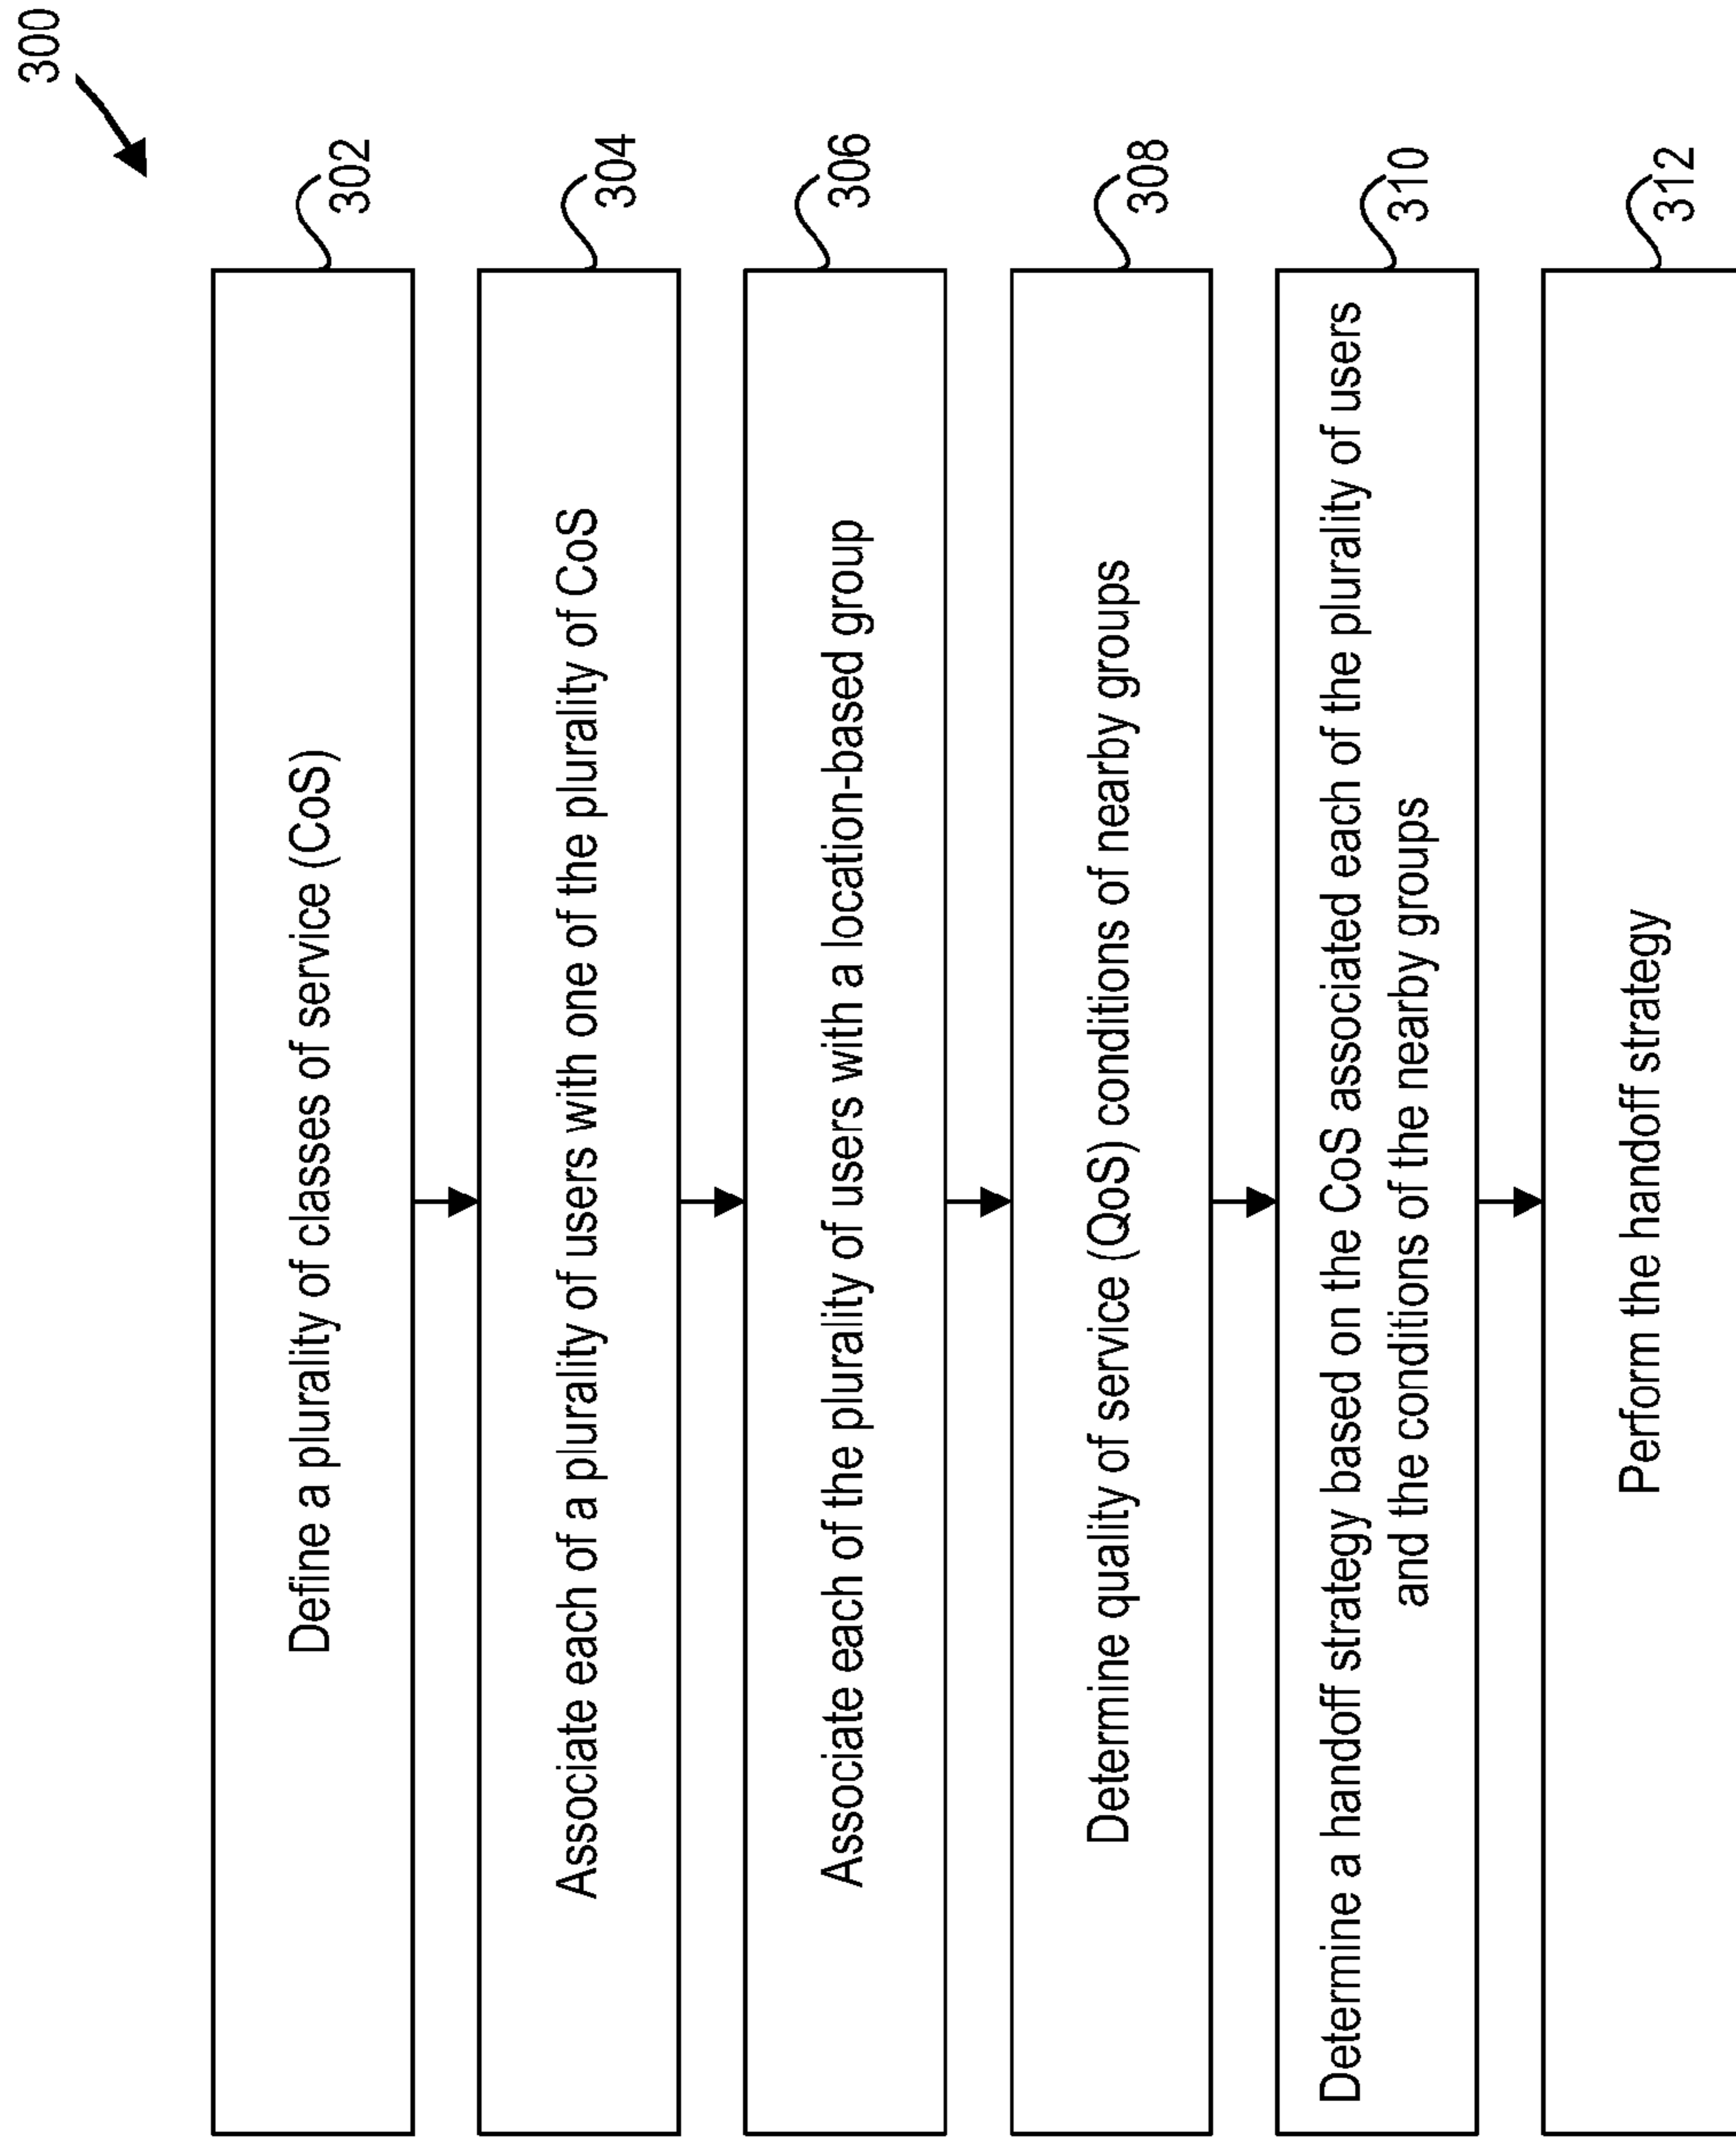 300
Define a plurality of classes of service (CoS)
302
Associate each of a plurality of users with one of the plurality of CoS
304
Associate each of the plurality of users with a location-based group
306
Determine quality of service (QoS) conditions of nearby groups
308
Determine a handoff strategy based on the CoS associated each of the plurality of users
and the conditions of the nearby groups
310
Perform the handoff strategy
312